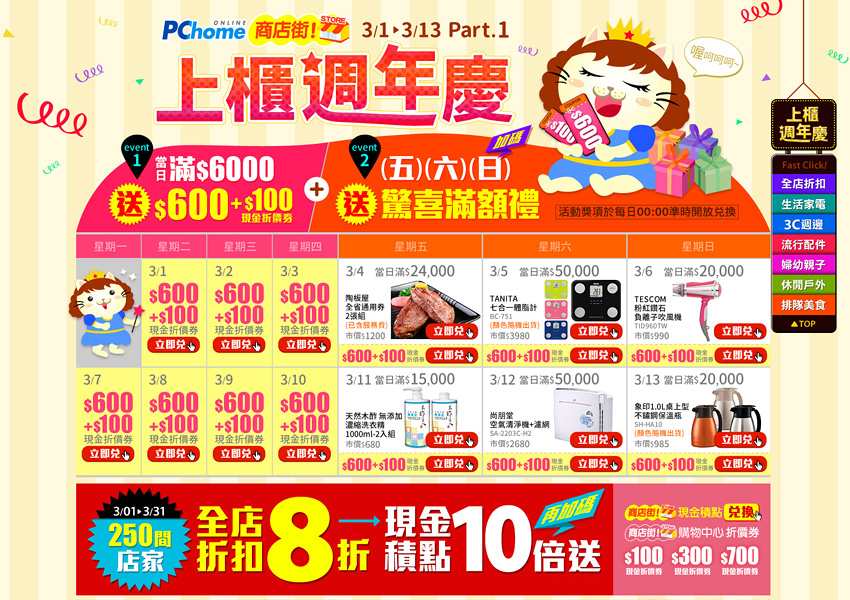 PChome ONLINE 商店街! STORE 3/1▸3/13 Part.1
上櫃週年慶
喔呵呵呵~
event 1
當日滿$6000
送$600+$100
現金折價券
+
event 2
(五)(六)(日)
加碼
送 驚喜滿額禮
活動獎項於每日00:00準時開放兌換
星期一 星期二 星期三 星期四 星期五 星期六 星期日
3/1
$600
+$100
現金折價券
立即兌
3/2
$600
+$100
現金折價券
立即兌
3/3
$600
+$100
現金折價券
立即兌
3/4 當日滿$24,000
陶板屋
全省通用券
2張組
(已含服務費)
市價$1200
立即兌
$600+$100 現金折價券 立即兌
3/5 當日滿$50,000
TANITA
七合一體脂計
BC-751
(顏色隨機出貨)
市價$3980
立即兌
$600+$100 現金折價券 立即兌
3/6 當日滿$20,000
TESCOM
粉紅鑽石
負離子吹風機
TID960TW
市價$990
立即兌
$600+$100 現金折價券 立即兌
3/7
$600
+$100
現金折價券
立即兌
3/8
$600
+$100
現金折價券
立即兌
3/9
$600
+$100
現金折價券
立即兌
3/10
$600
+$100
現金折價券
立即兌
3/11 當日滿$15,000
天然木酢 無添加
濃縮洗衣精
1000ml-2入組
市價$680
立即兌
$600+$100 現金折價券 立即兌
3/12 當日滿$50,000
尚朋堂
空氣清淨機+濾網
SA-2203C-H2
市價$2680
立即兌
$600+$100 現金折價券 立即兌
3/13 當日滿$20,000
象印1.0L桌上型
不鏽鋼保溫瓶
SH-HA10
(顏色隨機出貨)
市價$985
立即兌
$600+$100 現金折價券 立即兌
3/01▸3/31
250間
店家
全店折扣8折
現金積點10倍送
再加碼
商店街! 現金積點 兌換
商店街! 購物中心 折價券
$100 $300 $700
現金折價券 現金折價券 現金折價券
上櫃
週年慶
Fast Click!
全店折扣
生活家電
3C週邊
流行配件
婦幼親子
休閒戶外
排隊美食
▲TOP